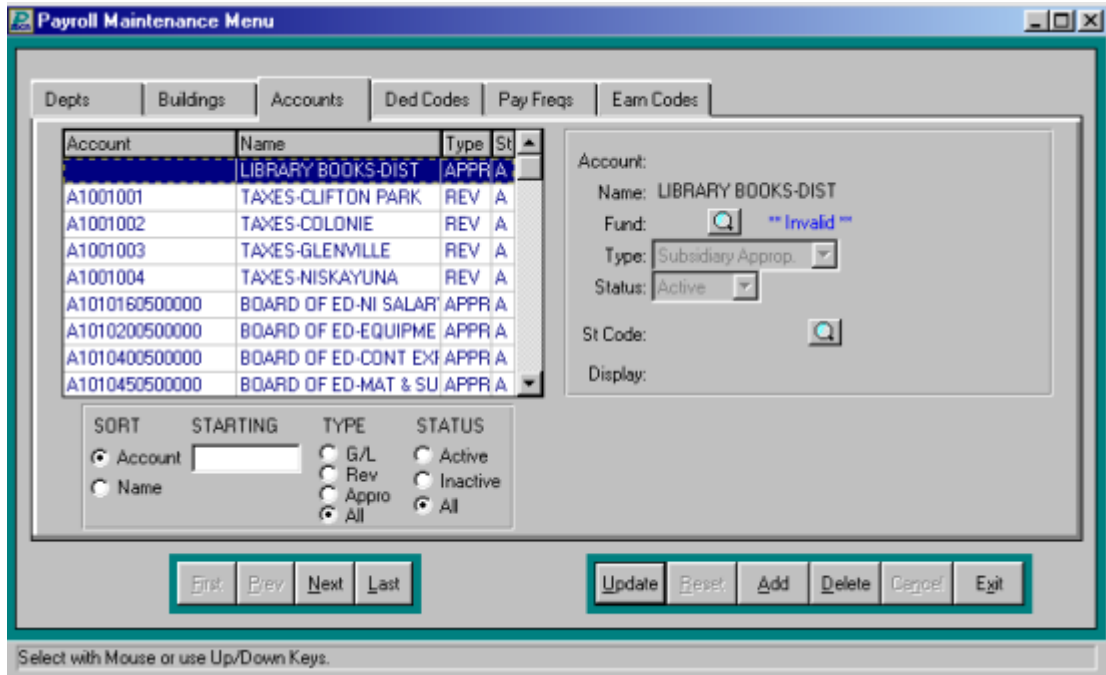 Payroll Maintenance Menu
Depts Buildings Accounts Ded Codes Pay Freqs Earn Codes
Account Name Type St
LIBRARY BOOKS-DIST APPR A
A1001001 TAXES-CLIFTON PARK REV A
A1001002 TAXES-COLONIE REV A
A1001003 TAXES-GLENVILLE REV A
A1001004 TAXES-NISKAYUNA REV A
A1010160500000 BOARD OF ED-NI SALAR APPR A
A1010200500000 BOARD OF ED-EQUIPME APPR A
A1010400500000 BOARD OF ED-CONT EXF APPR A
A1010450500000 BOARD OF ED-MAT & SU APPR A
Account:
Name: LIBRARY BOOKS-DIST
Fund: ** Invalid **
Type: Subsidiary Approp.
Status: Active
St Code:
Display:
SORT STARTING TYPE STATUS
Account G/L Active
Name Rev Inactive
Appro All
All
First Prev Next Last
Update Reset Add Delete Cancel Exit
Select with Mouse or use Up/Down Keys.